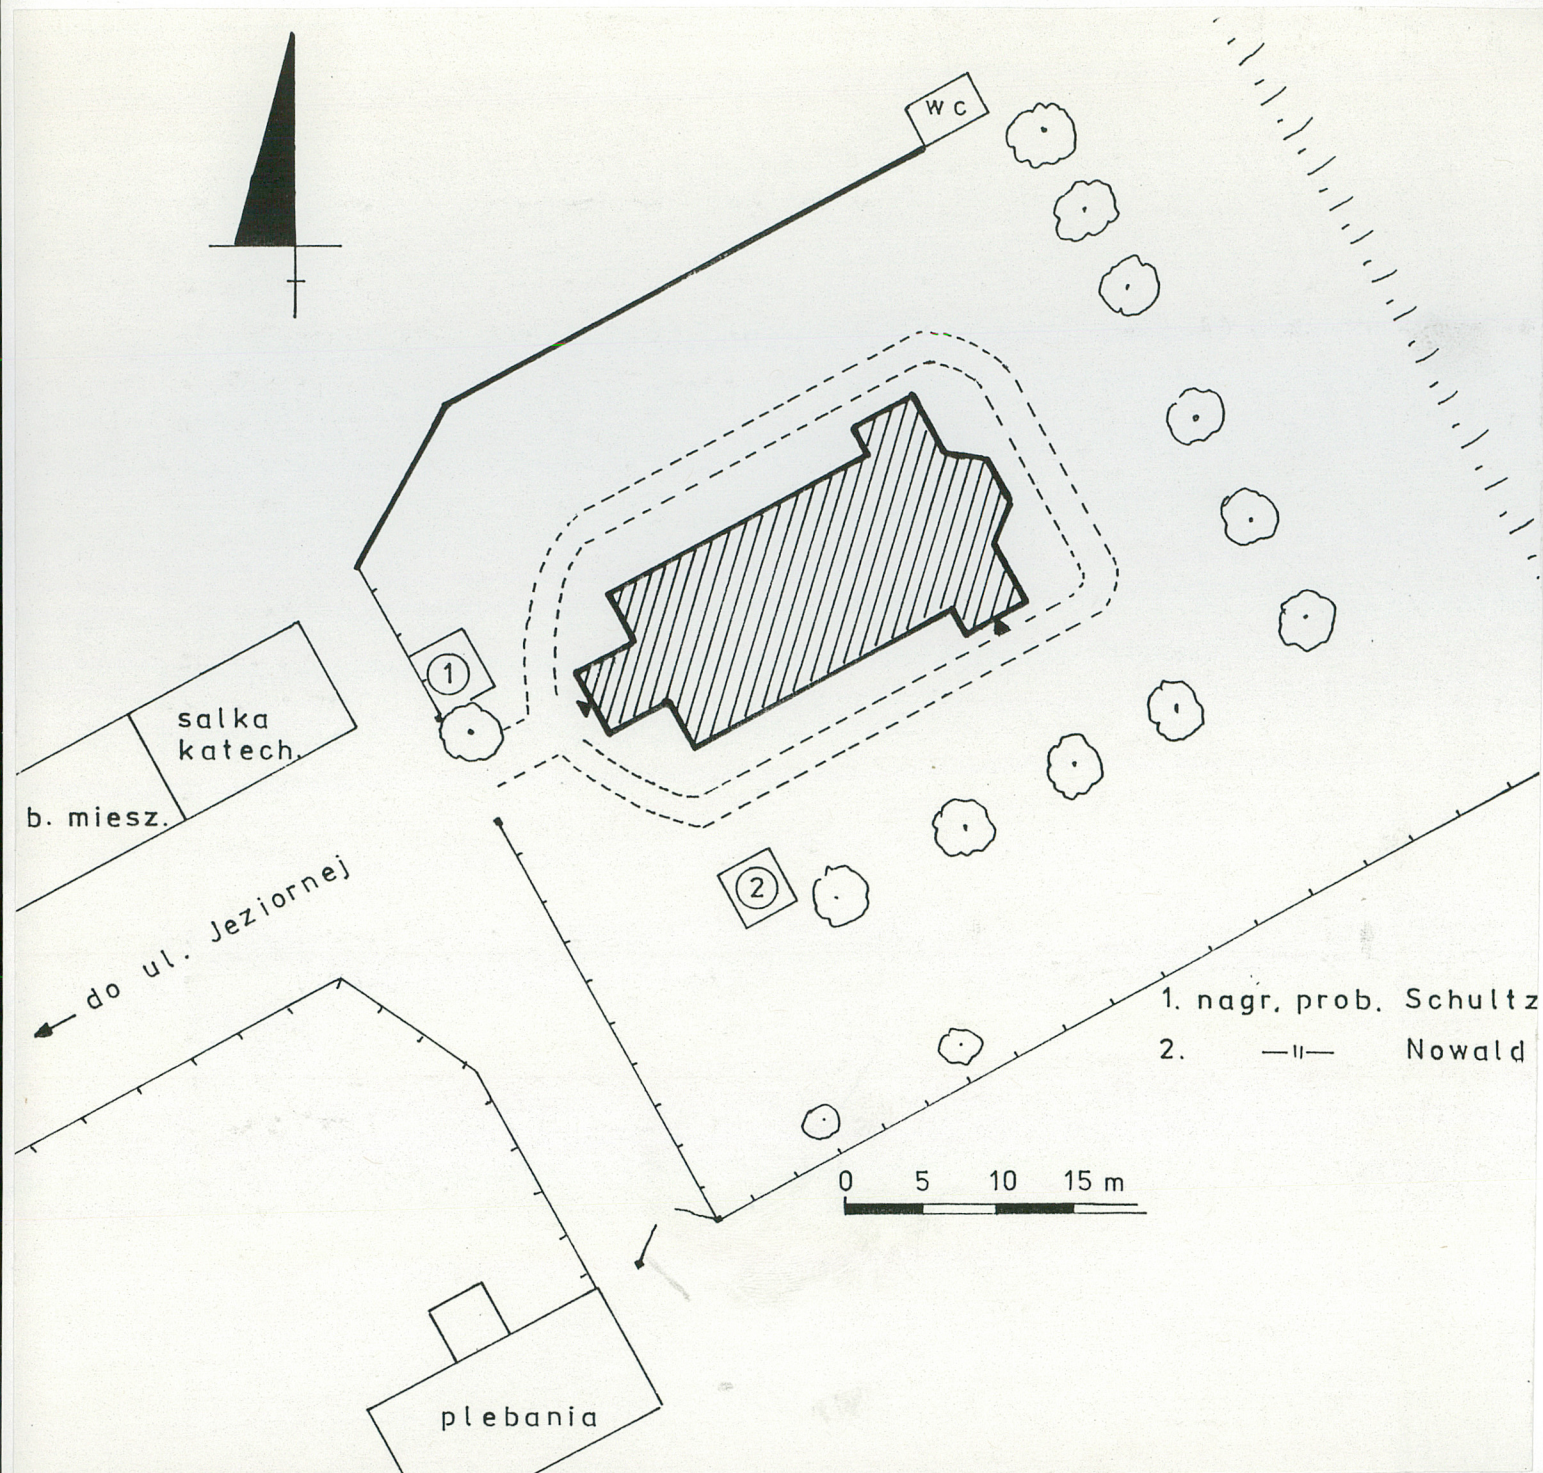 WC
1
salka
katech.
b. miesz.
do ul. Jeziornej
2
1. nagr. prob. Schultz
2. —"— Nowald
0 5 10 15 m
plebania